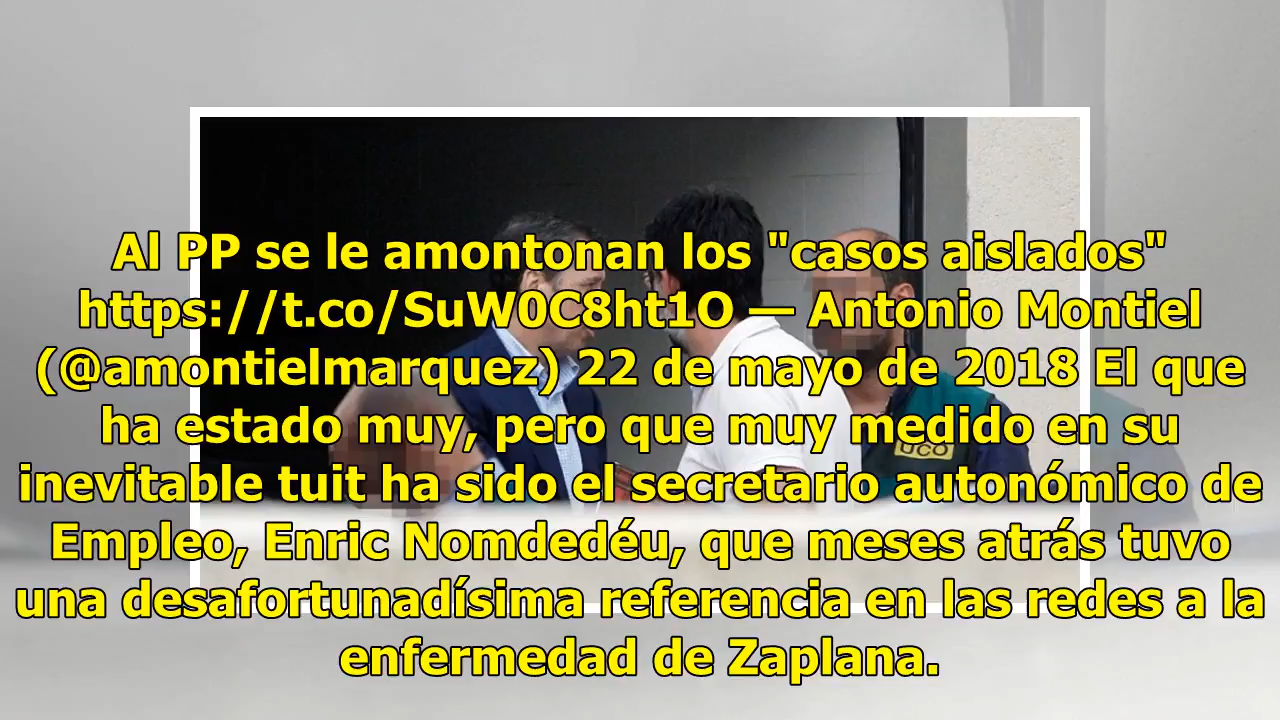 Al PP se le amontonan los "casos aislados"
https://t.co/SuW0C8ht1O — Antonio Montiel
(@amontielmarquez) 22 de mayo de 2018 El que
ha estado muy, pero que muy medido en su
inevitable tuit ha sido el secretario autonómico de
Empleo, Enric Nomdedéu, que meses atrás tuvo
una desafortunadísima referencia en las redes a la
enfermedad de Zaplana.
UCO